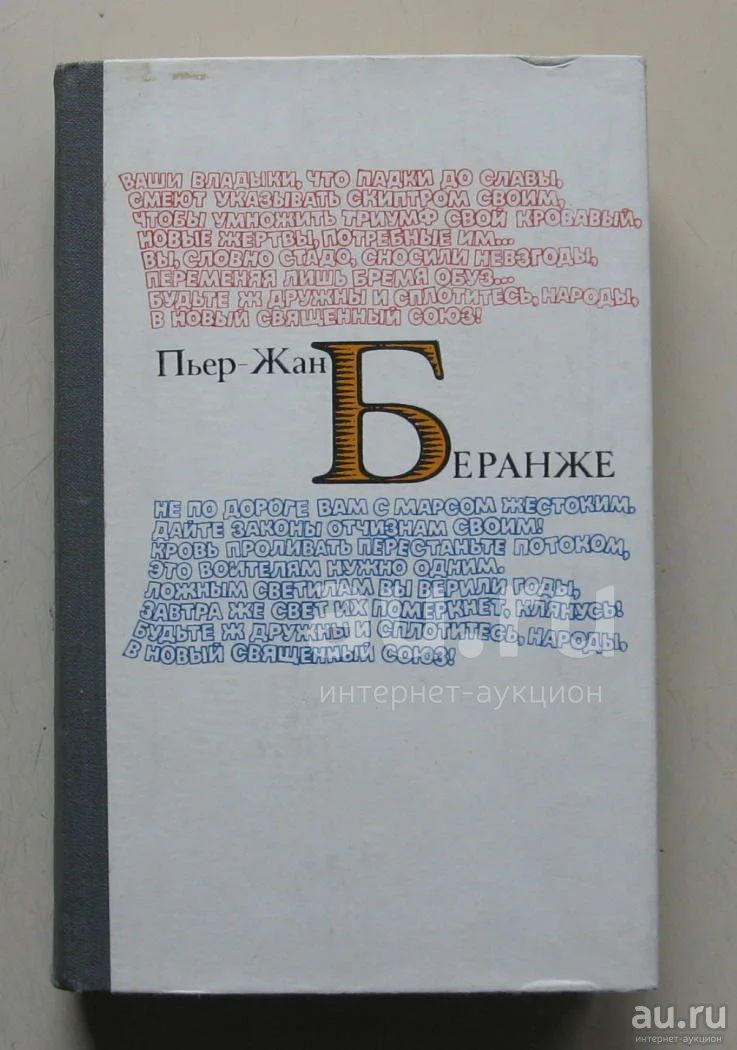 ВАШИ ВЛАДЫКИ, ЧТО ПАДКИ ДО СЛАВЫ,
СМЕЮТ УКАЗЫВАТЬ СКИПТРОМ СВОИМ,
ЧТОБЫ УМНОЖИТЬ ТРИУМФ СВОЙ КРОВАВЫЙ,
НОВЫЕ ЖЕРТВЫ, ПОТРЕБНЫЕ ИМ...
ВЫ, СЛОВНО СТАДО, СНОСИЛИ НЕВЗГОДЫ,
ПЕРЕМЕНЯЯ ЛИШЬ БРЕМЯ ОБУЗ...
БУДЬТЕ Ж ДРУЖНЫ И СПЛОТИТЕСЬ, НАРОДЫ,
В НОВЫЙ СВЯЩЕННЫЙ СОЮЗ!
Пьер-Жан
БЕРАНЖЕ
НЕ ПО ДОРОГЕ ВАМ С МАРСОМ ЖЕСТОКИМ.
ДАЙТЕ ЗАКОНЫ ОТЧИЗНАМ СВОИМ!
КРОВЬ ПРОЛИВАТЬ ПЕРЕСТАНЬТЕ ПОТОКОМ,
ЭТО ВОИТЕЛЯМ НУЖНО ОДНИМ.
ЛОЖНЫМ СВЕТИЛАМ ВЫ ВЕРИЛИ ГОДЫ,
ЗАВТРА ЖЕ СВЕТ ИХ ПОМЕРКНЕТ, КЛЯНУСЬ!
БУДЬТЕ Ж ДРУЖНЫ И СПЛОТИТЕСЬ, НАРОДЫ,
В НОВЫЙ СВЯЩЕННЫЙ СОЮЗ!
au.ru
интернет-аукцион
au.ru
интернет-аукцион